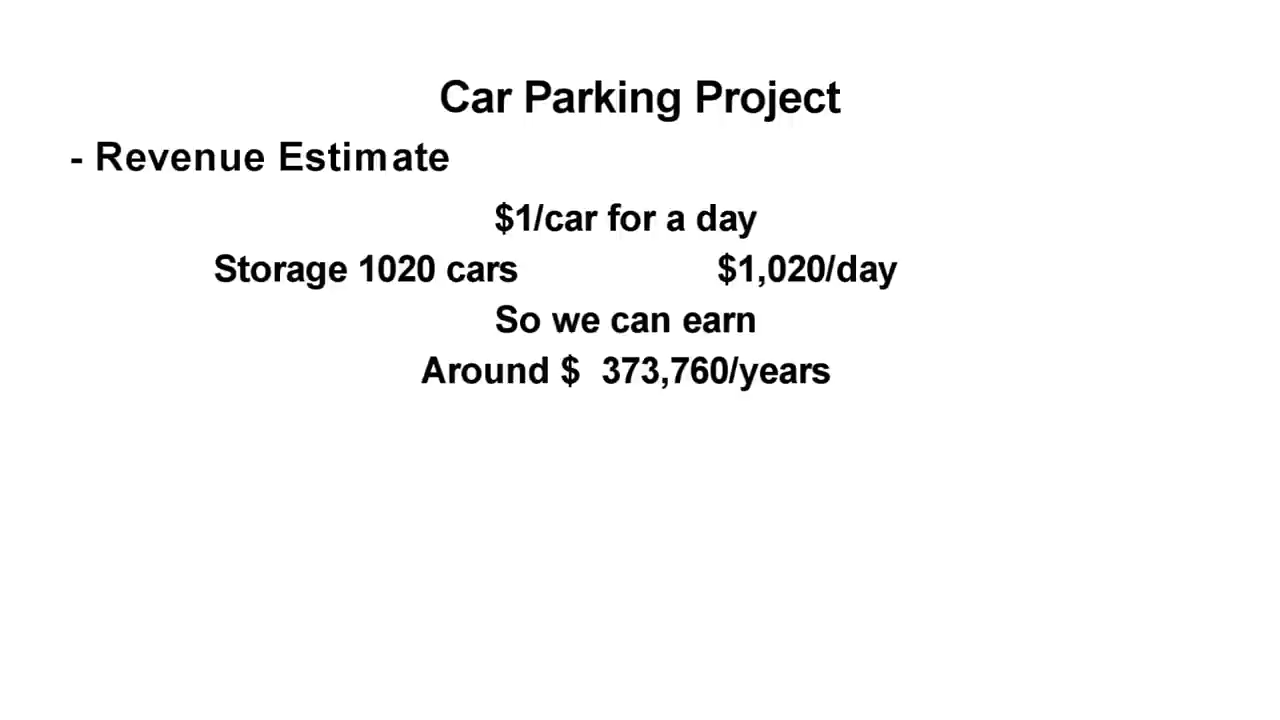 Car Parking Project
- Revenue Estimate
$1/car for a day
Storage 1020 cars $1,020/day
So we can earn
Around $ 373,760/years